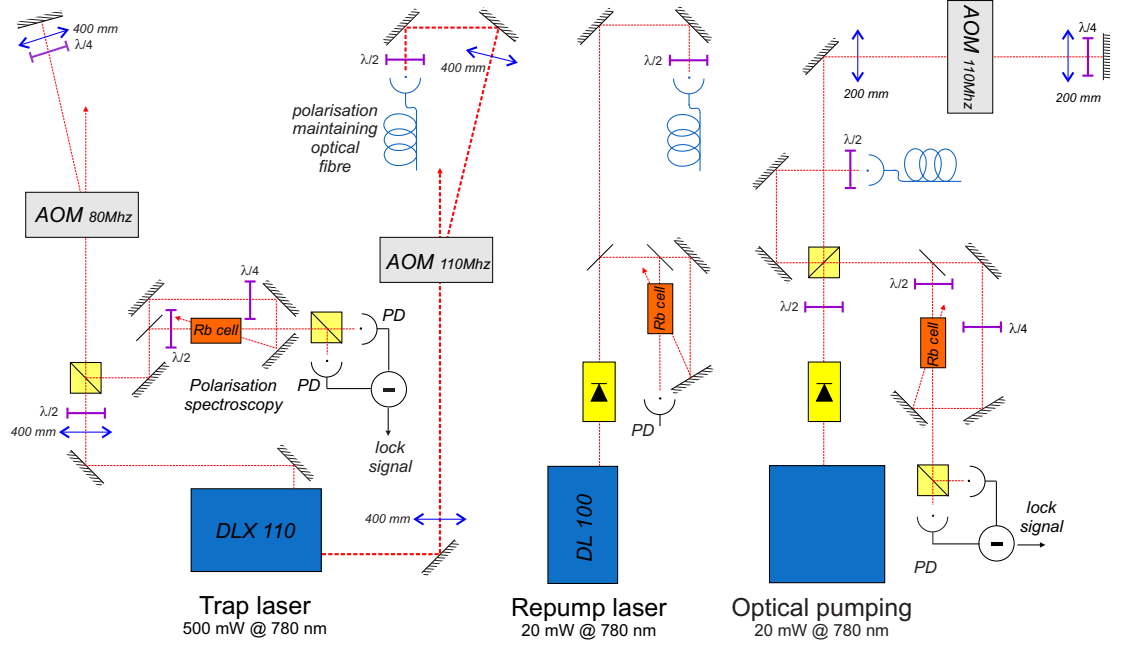 400 mm
λ/4
AOM 80Mhz
λ/4
λ/2
Rb cell
PD
PD
Polarisation
spectroscopy
λ/2
400 mm
lock
signal
DLX 110
Trap laser
500 mW @ 780 nm
λ/2
400 mm
polarisation
maintaining
optical
fibre
AOM 110Mhz
400 mm
λ/2
Rb cell
PD
DL 100
Repump laser
20 mW @ 780 nm
200 mm
AOM 110Mhz
λ/4
200 mm
λ/2
λ/2
λ/2
Rb cell
λ/4
lock
signal
PD
Optical pumping
20 mW @ 780 nm